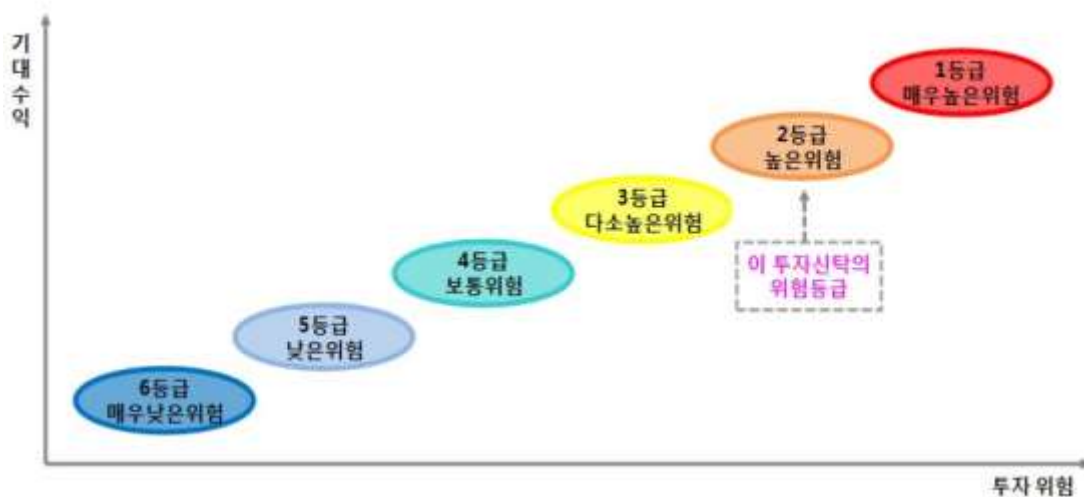 기대수익
1등급
매우높은위험
2등급
높은위험
3등급
다소높은위험
이 투자신탁의
위험등급
4등급
보통위험
5등급
낮은위험
6등급
매우낮은위험
투자 위험